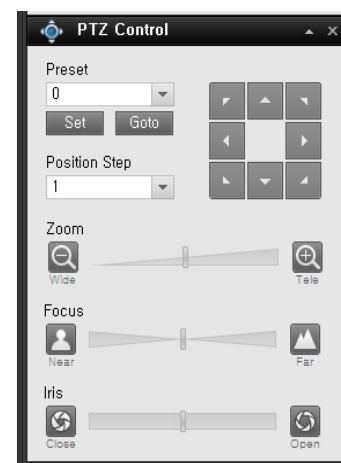 PTZ Control
Preset
0
Set Goto
Position Step
1
Zoom
Wide Tele
Focus
Near Far
Iris
Close Open